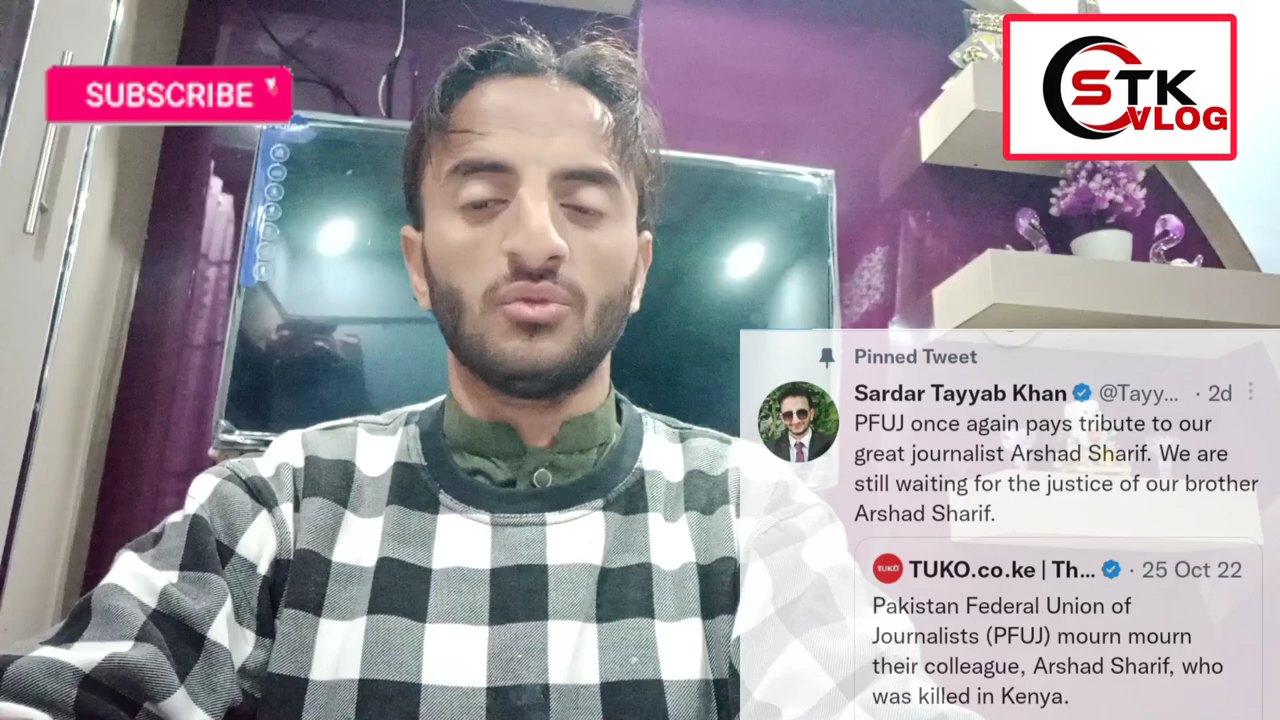 SUBSCRIBE
STK
VLOG
Pinned Tweet
Sardar Tayyab Khan @Tayy... · 2d
PFUJ once again pays tribute to our
great journalist Arshad Sharif. We are
still waiting for the justice of our brother
Arshad Sharif.
TUKO
TUKO.co.ke | Th... · 25 Oct 22
Pakistan Federal Union of
Journalists (PFUJ) mourn mourn
their colleague, Arshad Sharif, who
was killed in Kenya.